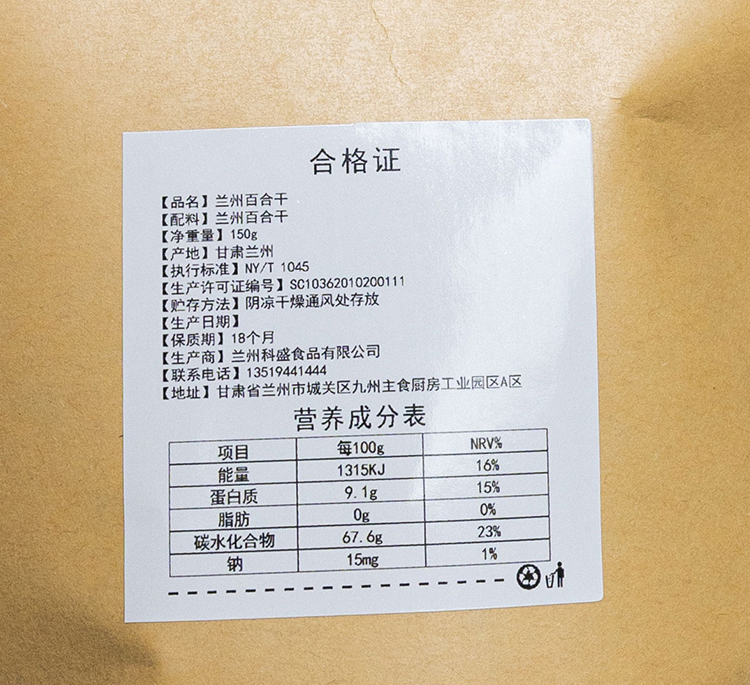 合格证
【品名】兰州百合干
【配料】兰州百合干
【净重量】150g
【产地】甘肃兰州
【执行标准】NY/T 1045
【生产许可证编号】SC10362010200111
【贮存方法】阴凉干燥通风处存放
【生产日期】
【保质期】18个月
【生产商】兰州科盛食品有限公司
【联系电话】13519441444
【地址】甘肃省兰州市城关区九州主食厨房工业园区A区
营养成分表
项目 每100g NRV%
能量 1315KJ 16%
蛋白质 9.1g 15%
脂肪 0g 0%
碳水化合物 67.6g 23%
钠 15mg 1%